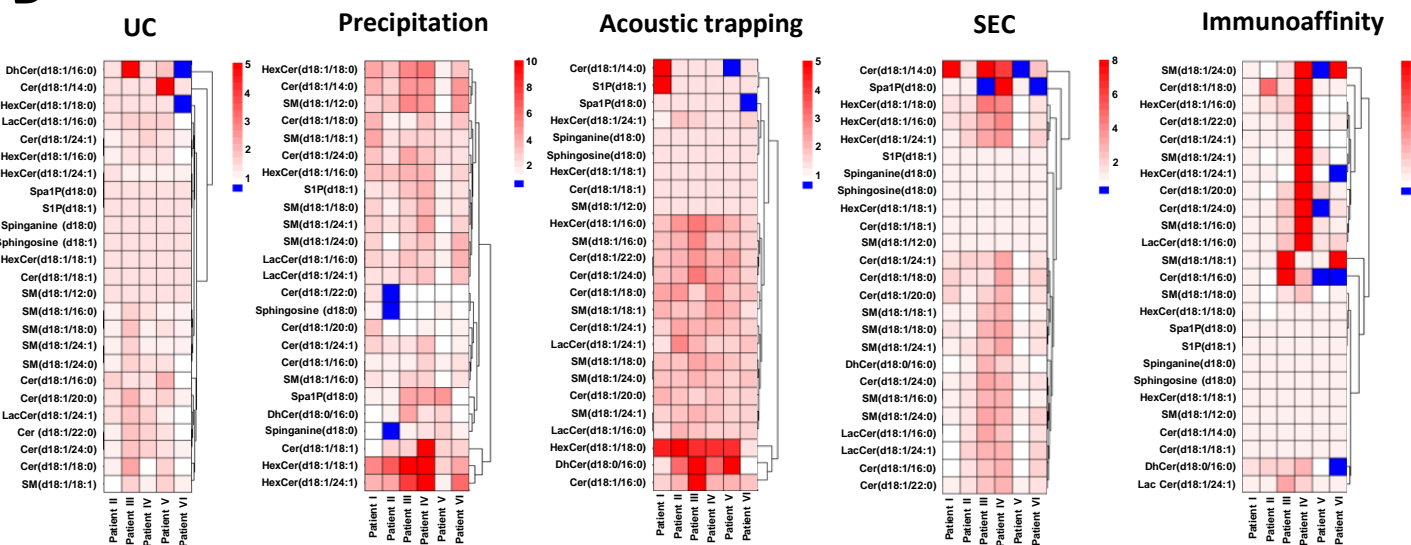 UC
DhCer(d18:1/16:0)
Cer(d18:1/14:0)
HexCer(d18:1/18:0)
LacCer(d18:1/16:0)
Cer(d18:1/24:1)
HexCer(d18:1/16:0)
HexCer(d18:1/24:1)
Spa1P(d18:0)
S1P(d18:1)
Spinganine (d18:0)
Sphingosine (d18:1)
HexCer(d18:1/18:1)
Cer(d18:1/18:1)
SM(d18:1/12:0)
SM(d18:1/16:0)
SM(d18:1/18:0)
SM(d18:1/24:1)
SM(d18:1/24:0)
Cer(d18:1/16:0)
Cer(d18:1/20:0)
LacCer(d18:1/24:1)
Cer (d18:1/22:0)
Cer(d18:1/24:0)
Cer(d18:1/18:0)
SM(d18:1/18:1)
Patient II
Patient III
Patient IV
Patient V
Patient VI
5
4
3
2
1
Precipitation
HexCer(d18:1/18:0)
Cer(d18:1/14:0)
SM(d18:1/12:0)
Cer(d18:1/18:0)
SM(d18:1/18:1)
Cer(d18:1/24:0)
HexCer(d18:1/16:0)
S1P(d18:1)
SM(d18:1/18:0)
SM(d18:1/24:1)
SM(d18:1/24:0)
LacCer(d18:1/16:0)
LacCer(d18:1/24:1)
Cer(d18:1/22:0)
Sphingosine (d18:0)
Cer(d18:1/20:0)
Cer(d18:1/24:1)
Cer(d18:1/16:0)
SM(d18:1/16:0)
Spa1P(d18:0)
DhCer(d18:0/16:0)
Spinganine(d18:0)
Cer(d18:1/18:1)
HexCer(d18:1/18:1)
HexCer(d18:1/24:1)
Patient I
Patient II
Patient III
Patient IV
Patient V
Patient VI
10
8
6
4
2
Acoustic trapping
Cer(d18:1/14:0)
S1P(d18:1)
Spa1P(d18:0)
HexCer(d18:1/24:1)
Spinganine(d18:0)
Sphingosine(d18:0)
HexCer(d18:1/18:1)
Cer(d18:1/18:1)
SM(d18:1/12:0)
HexCer(d18:1/16:0)
SM(d18:1/16:0)
Cer(d18:1/22:0)
Cer(d18:1/24:0)
Cer(d18:1/18:0)
SM(d18:1/18:1)
Cer(d18:1/24:1)
LacCer(d18:1/24:1)
SM(d18:1/18:0)
SM(d18:1/24:0)
Cer(d18:1/20:0)
SM(d18:1/24:1)
LacCer(d18:1/16:0)
HexCer(d18:1/18:0)
DhCer(d18:0/16:0)
Cer(d18:1/16:0)
Patient I
Patient II
Patient III
Patient IV
Patient V
Patient VI
5
4
3
2
1
SEC
Cer(d18:1/14:0)
Spa1P(d18:0)
HexCer(d18:1/18:0)
HexCer(d18:1/16:0)
HexCer(d18:1/24:1)
S1P(d18:1)
Spinganine(d18:0)
Sphingosine(d18:0)
HexCer(d18:1/18:1)
Cer(d18:1/18:1)
SM(d18:1/12:0)
Cer(d18:1/24:1)
Cer(d18:1/18:0)
Cer(d18:1/20:0)
SM(d18:1/18:1)
SM(d18:1/18:0)
SM(d18:1/24:1)
DhCer(d18:0/16:0)
Cer(d18:1/24:0)
SM(d18:1/16:0)
SM(d18:1/24:0)
LacCer(d18:1/16:0)
LacCer(d18:1/24:1)
Cer(d18:1/16:0)
Cer(d18:1/22:0)
Patient I
Patient II
Patient III
Patient IV
Patient V
Patient VI
8
6
4
2
Immunoaffinity
SM(d18:1/24:0)
Cer(d18:1/18:0)
HexCer(d18:1/16:0)
Cer(d18:1/22:0)
Cer(d18:1/24:1)
SM(d18:1/24:1)
HexCer(d18:1/24:1)
Cer(d18:1/20:0)
Cer(d18:1/24:0)
SM(d18:1/16:0)
LacCer(d18:1/16:0)
SM(d18:1/18:1)
Cer(d18:1/16:0)
SM(d18:1/18:0)
HexCer(d18:1/18:0)
Spa1P(d18:0)
S1P(d18:1)
Spinganine(d18:0)
Sphingosine (d18:0)
HexCer(d18:1/18:1)
SM(d18:1/12:0)
Cer(d18:1/14:0)
Cer(d18:1/18:1)
DhCer(d18:0/16:0)
Lac Cer(d18:1/24:1)
Patient I
Patient II
Patient III
Patient IV
Patient V
Patient VI